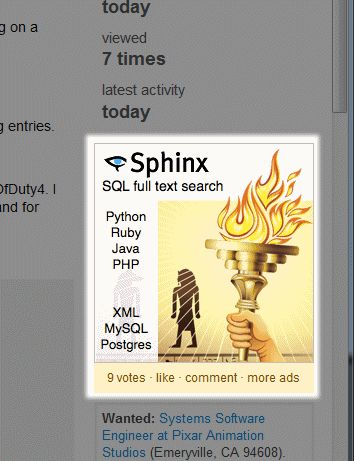 today
ng on a
viewed
7 times
latest activity
today
g entries.
OfDuty4. I
and for
Sphinx
SQL full text search
Python
Ruby
Java
PHP
XML
MySQL
Postgres
9 votes · like · comment · more ads
Wanted: Systems Software
Engineer at Pixar Animation
Studios (Emeryville, CA 94608).